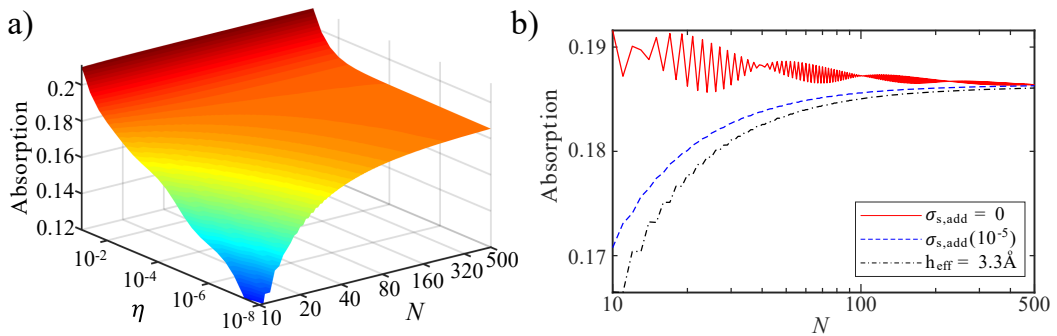 a)
Absorption
0.2
0.18
0.16
0.14
0.12
10⁻²
10⁻⁴
10⁻⁶
10⁻⁸
η
10
20
40
80
160
320
500
N
b)
Absorption
0.19
0.18
0.17
10
100
500
N
σs,add = 0
σs,add(10⁻⁵)
heff = 3.3Å